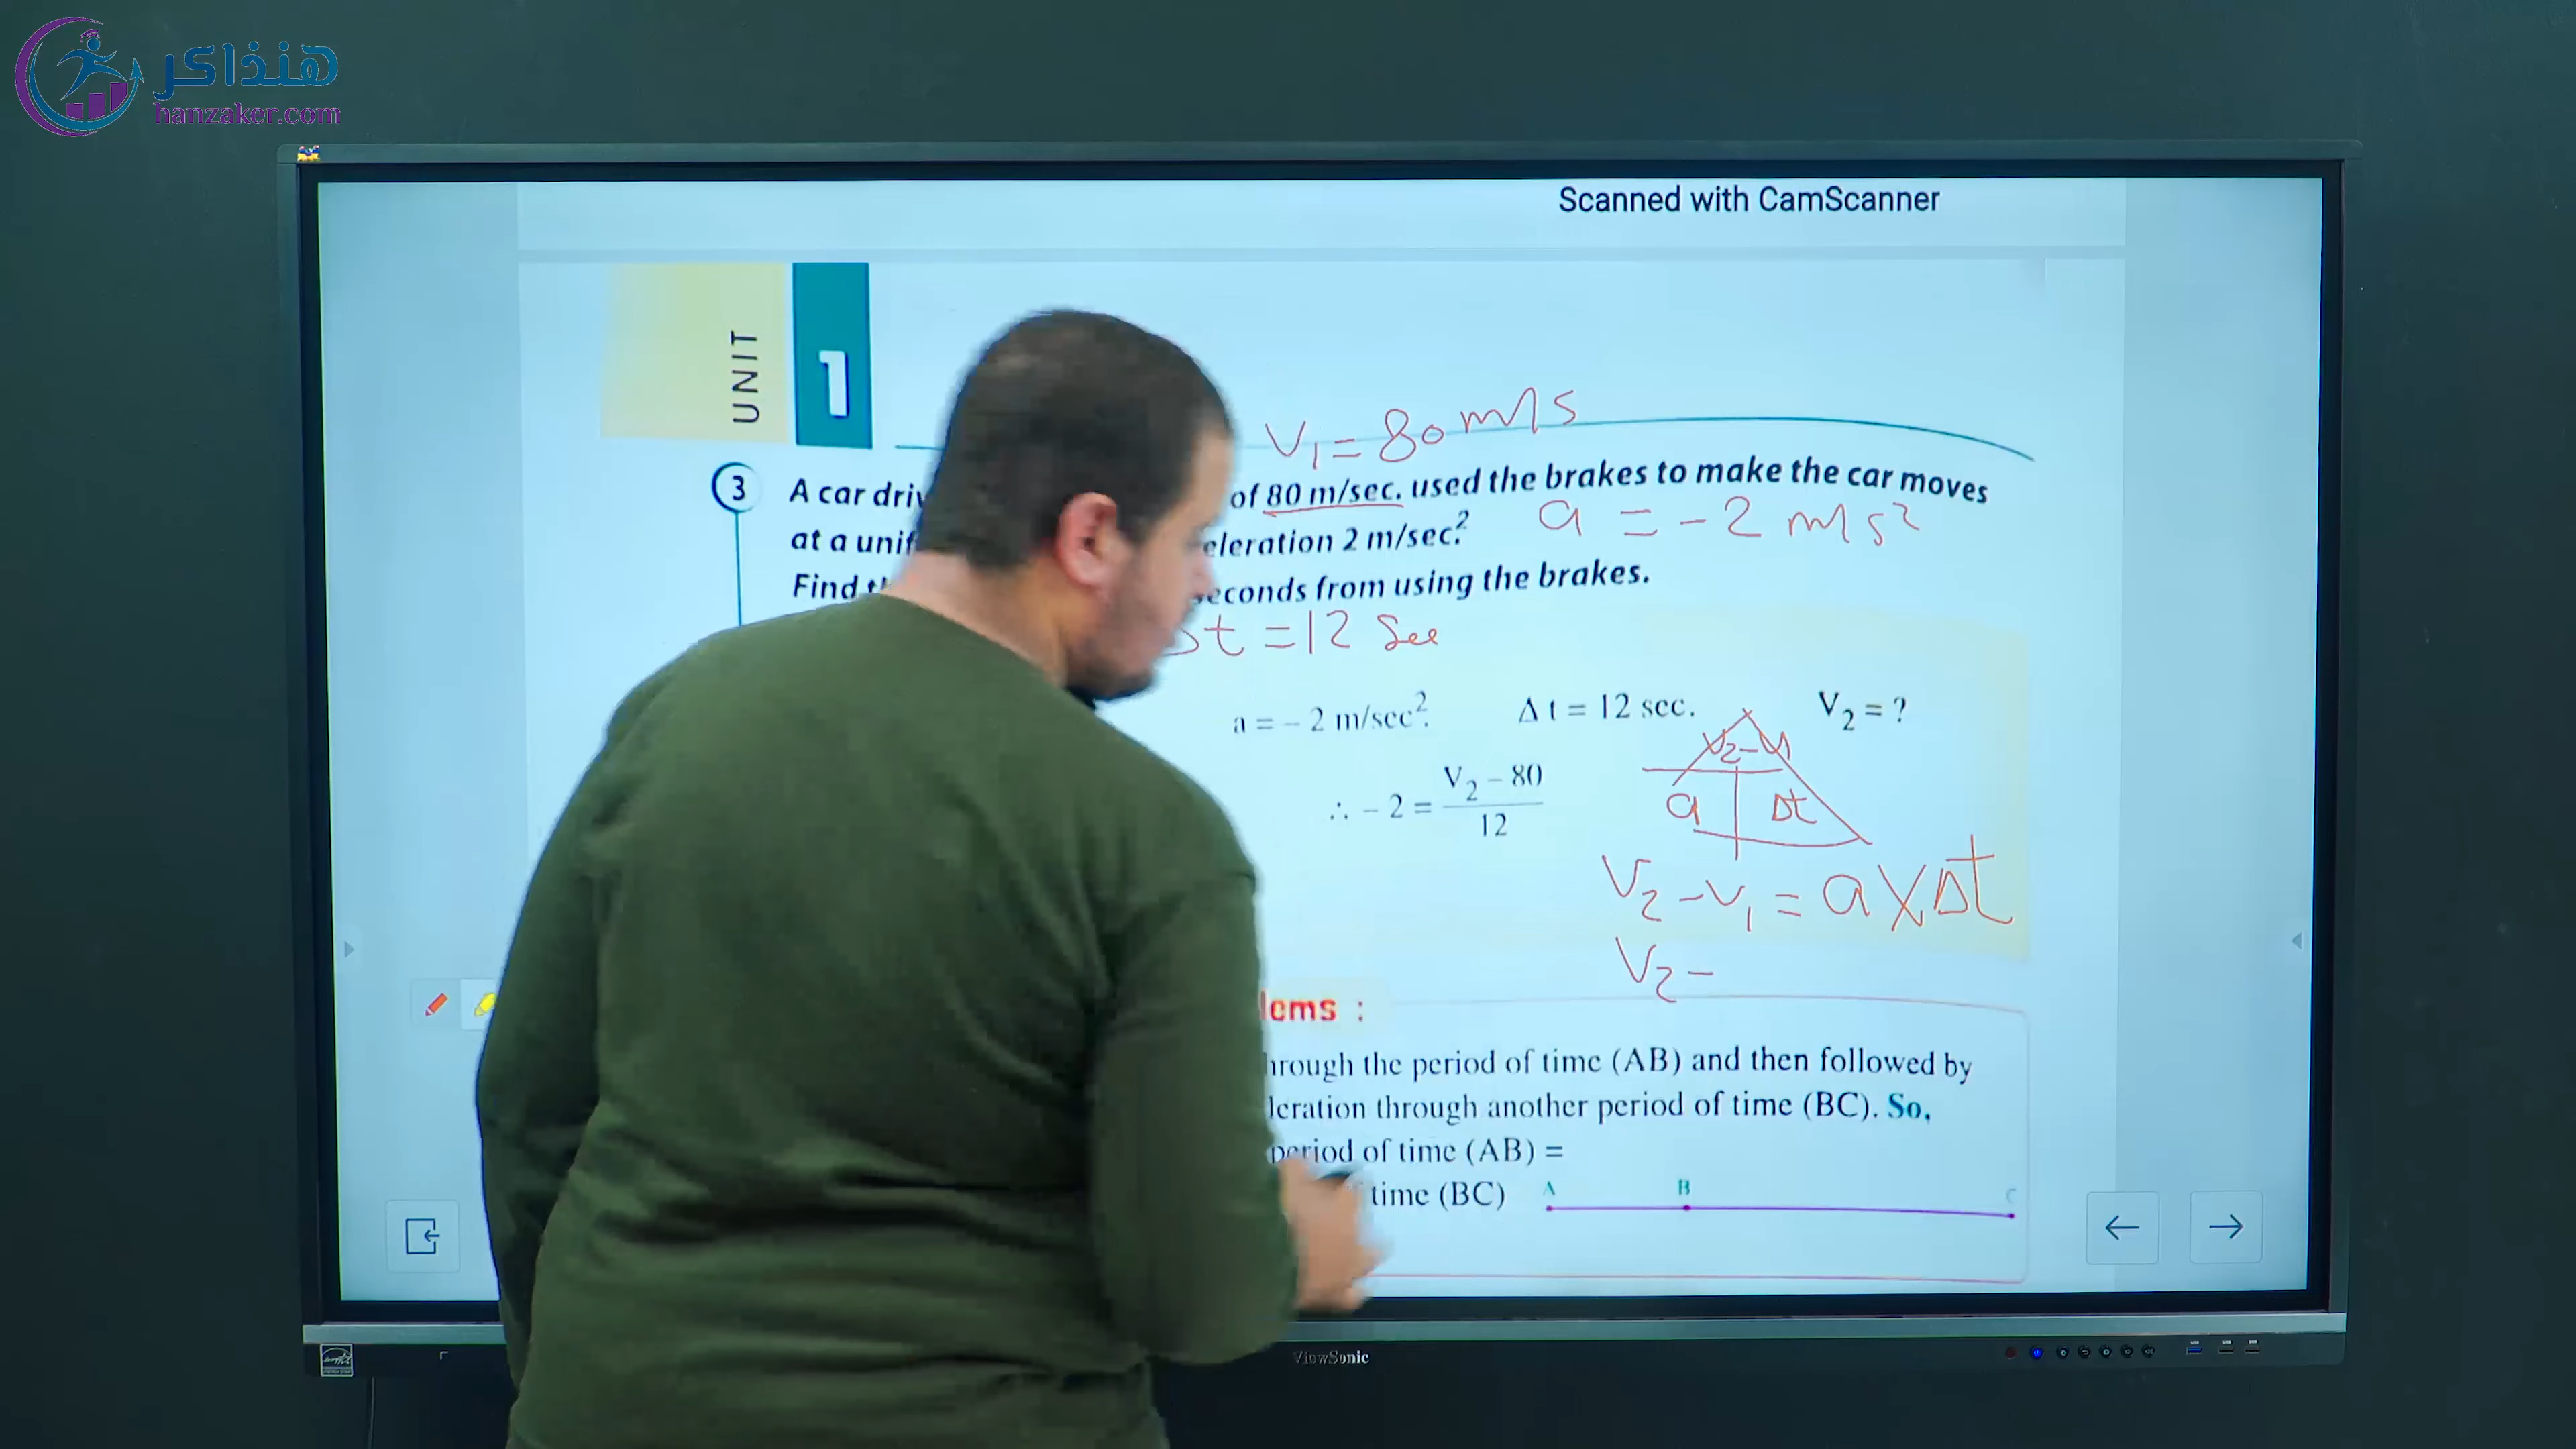 هنذاكر
hanzaker.com
Scanned with CamScanner
UNIT
1
V1 = 80 m/s
3 A car of 80 m/sec. used the brakes to make the car moves
at a eleration 2 m/sec.² a = -2 m/s²
Find econds from using the brakes.
t = 12 Sec
a = – 2 m/sec². Δ t = 12 sec. V2 = ?
V2 - V1
a Δt
∴ – 2 = V2 – 80 / 12
V2 - V1 = a X Δt
V2 -
lems :
hrough the period of time (AB) and then followed by
leration through another period of time (BC). So,
period of time (AB) =
time (BC) A B C
ViewSonic